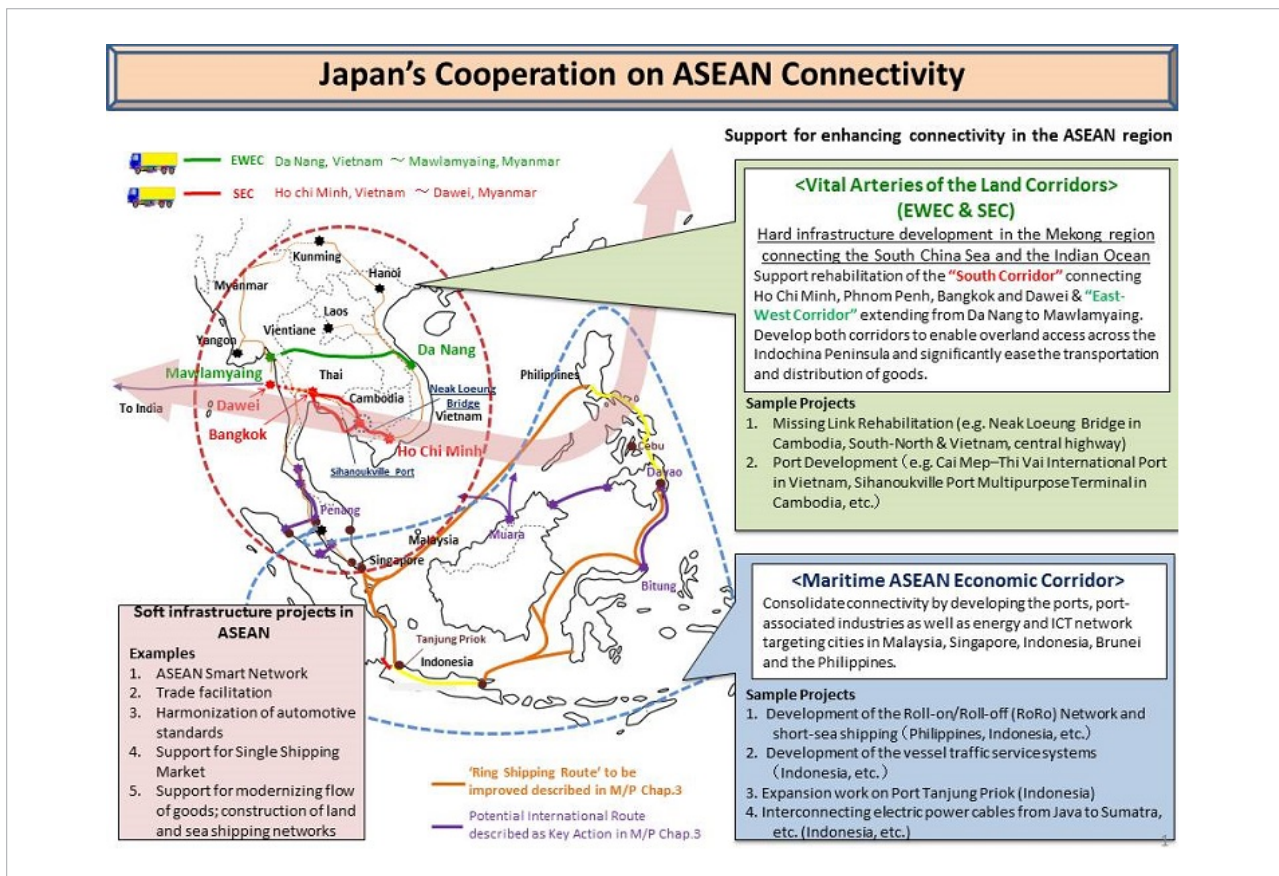 Japan's Cooperation on ASEAN Connectivity
Support for enhancing connectivity in the ASEAN region
EWEC Da Nang, Vietnam ～ Mawlamyaing, Myanmar
SEC Ho chi Minh, Vietnam ～ Dawei, Myanmar
<Vital Arteries of the Land Corridors>
(EWEC & SEC)
Hard infrastructure development in the Mekong region
connecting the South China Sea and the Indian Ocean
Support rehabilitation of the "South Corridor" connecting
Ho Chi Minh, Phnom Penh, Bangkok and Dawei & "East-
West Corridor" extending from Da Nang to Mawlamyaing.
Develop both corridors to enable overland access across the
Indochina Peninsula and significantly ease the transportation
and distribution of goods.
Sample Projects
1. Missing Link Rehabilitation (e.g. Neak Loeung Bridge in
Cambodia, South-North & Vietnam, central highway)
2. Port Development（e.g. Cai Mep–Thi Vai International Port
in Vietnam, Sihanoukville Port Multipurpose Terminal in
Cambodia, etc.）
Kunming
Hanoi
Myanmar
Laos
Vientiane
Yangon
Da Nang
Mawlamyaing
Thai
Philippines
Cambodia
Neak Loeung
Bridge
Vietnam
To India
Dawei
Bangkok
Ho Chi Minh
Cebu
Sihanoukville Port
Davao
Penang
Muara
Malaysia
Singapore
Bitung
Tanjung Priok
Indonesia
<Maritime ASEAN Economic Corridor>
Consolidate connectivity by developing the ports, port-
associated industries as well as energy and ICT network
targeting cities in Malaysia, Singapore, Indonesia, Brunei
and the Philippines.
Sample Projects
1. Development of the Roll-on/Roll-off (RoRo) Network and
short-sea shipping（Philippines, Indonesia, etc.）
2. Development of the vessel traffic service systems
（Indonesia, etc.）
3. Expansion work on Port Tanjung Priok (Indonesia)
4. Interconnecting electric power cables from Java to Sumatra,
etc. (Indonesia, etc.)
Soft infrastructure projects in
ASEAN
Examples
1. ASEAN Smart Network
2. Trade facilitation
3. Harmonization of automotive
standards
4. Support for Single Shipping
Market
5. Support for modernizing flow
of goods; construction of land
and sea shipping networks
'Ring Shipping Route' to be
improved described in M/P Chap.3
Potential International Route
described as Key Action in M/P Chap.3